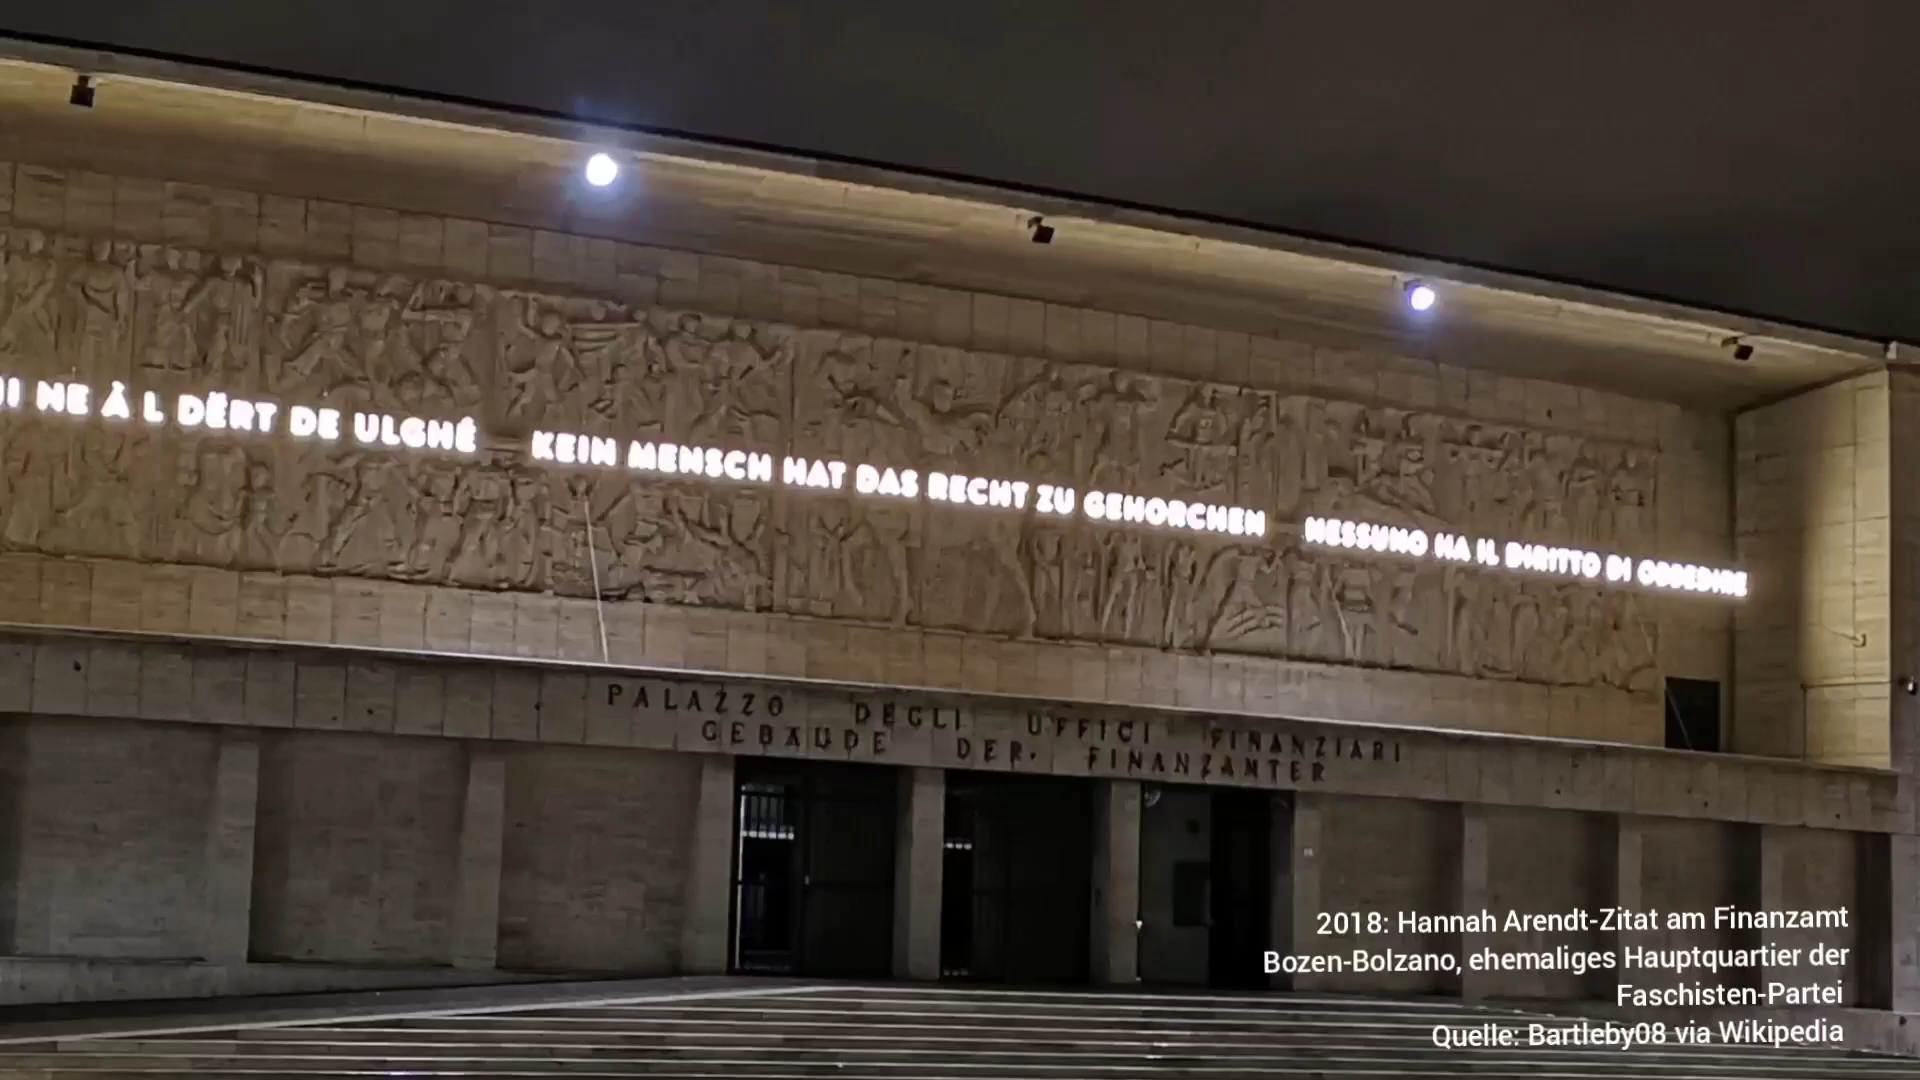 NE À L DËRT DE ULGHÉ KEIN MENSCH HAT DAS RECHT ZU GEHORCHEN NESSUNO HA IL DIRITTO DI OBBEDIRE
PALAZZO DEGLI UFFICI FINANZIARI
GEBÄUDE DER FINANZÄMTER
2018: Hannah Arendt-Zitat am Finanzamt
Bozen-Bolzano, ehemaliges Hauptquartier der
Faschisten-Partei
Quelle: Bartleby08 via Wikipedia